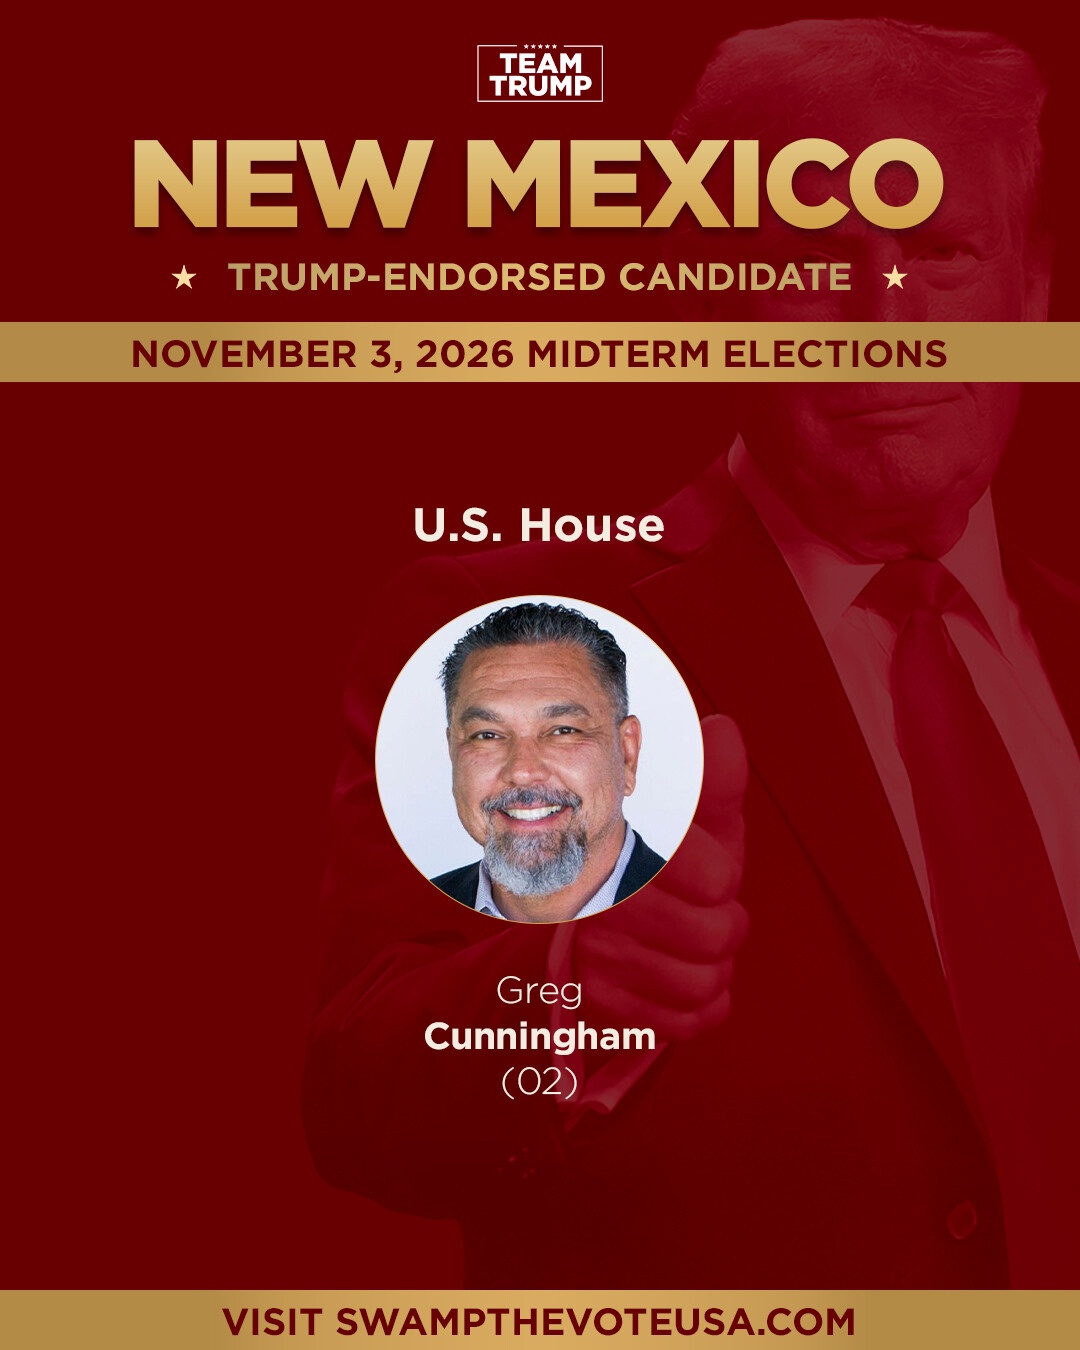 TEAM
TRUMP
NEW MEXICO
TRUMP-ENDORSED CANDIDATE
NOVEMBER 3, 2026 MIDTERM ELECTIONS
U.S. House
Greg
Cunningham
(02)
VISIT SWAMPTHEVOTEUSA.COM